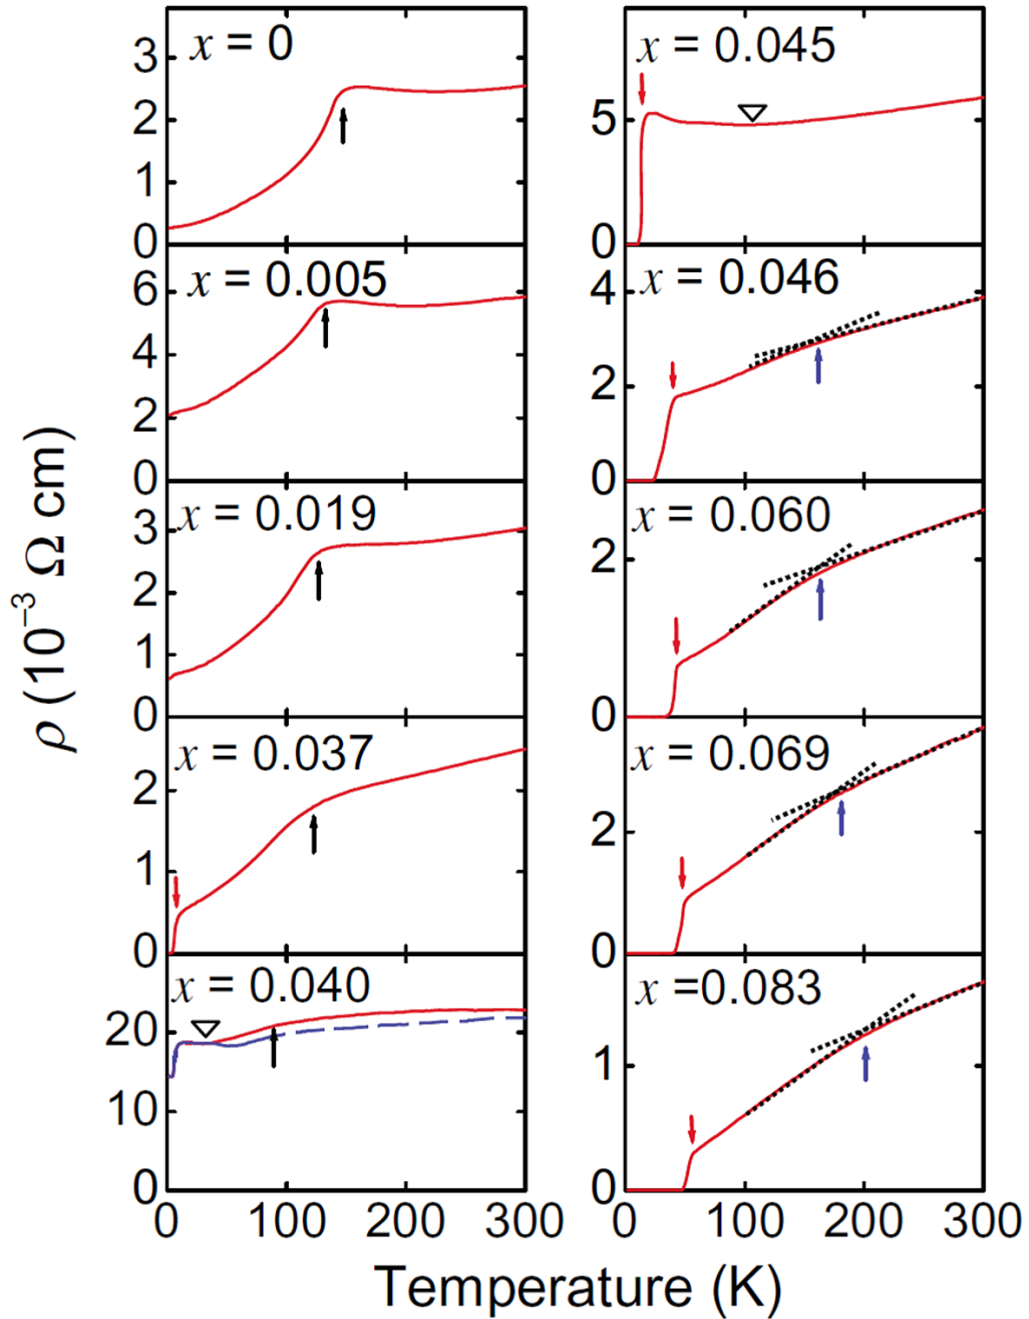 x = 0
3
2
1
0
x = 0.005
6
4
2
0
x = 0.019
3
2
1
0
x = 0.037
2
1
0
x = 0.040
20
10
0
0 100 200 300
x = 0.045
5
0
x = 0.046
4
2
0
x = 0.060
2
0
x = 0.069
2
0
x =0.083
1
0
0 100 200 300
ρ (10⁻³ Ω cm)
Temperature (K)